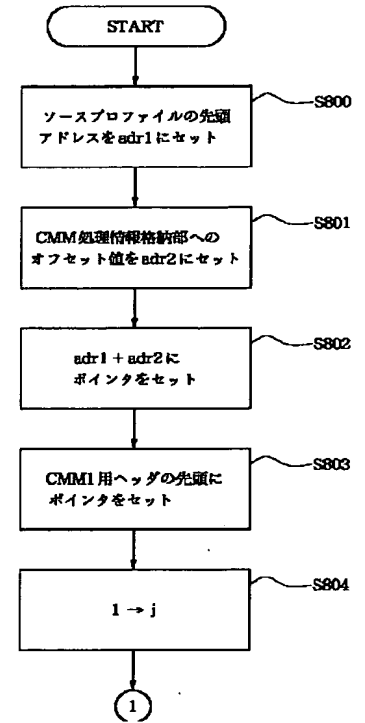 START
S800
ソースプロファイルの先頭
アドレスをadr1にセット
S801
CMM処理情報格納部への
オフセット値をadr2にセット
S802
adr1+adr2に
ポインタをセット
S803
CMM1用ヘッダの先頭に
ポインタをセット
S804
1→j
1